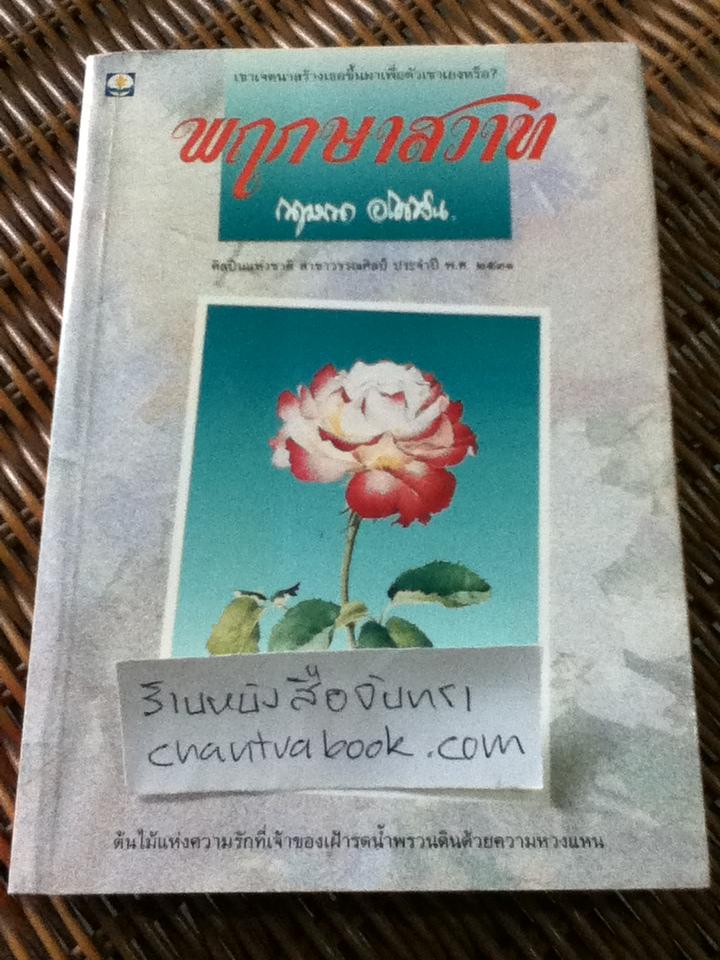 เขาเจตนาสร้างเธอขึ้นมาเพื่อตัวเขาเองหรือ?
พฤกษาสวาท
กฤษณา อโศกสิน
ศิลปินแห่งชาติ สาขาวรรณศิลป์ ประจำปี พ.ศ. ๒๕๓๑
ร้านหนังสือจันทรา
chantrabook.com
ต้นไม้แห่งความรักที่เจ้าของเฝ้ารดน้ำพรวนดินด้วยความหวงแหน